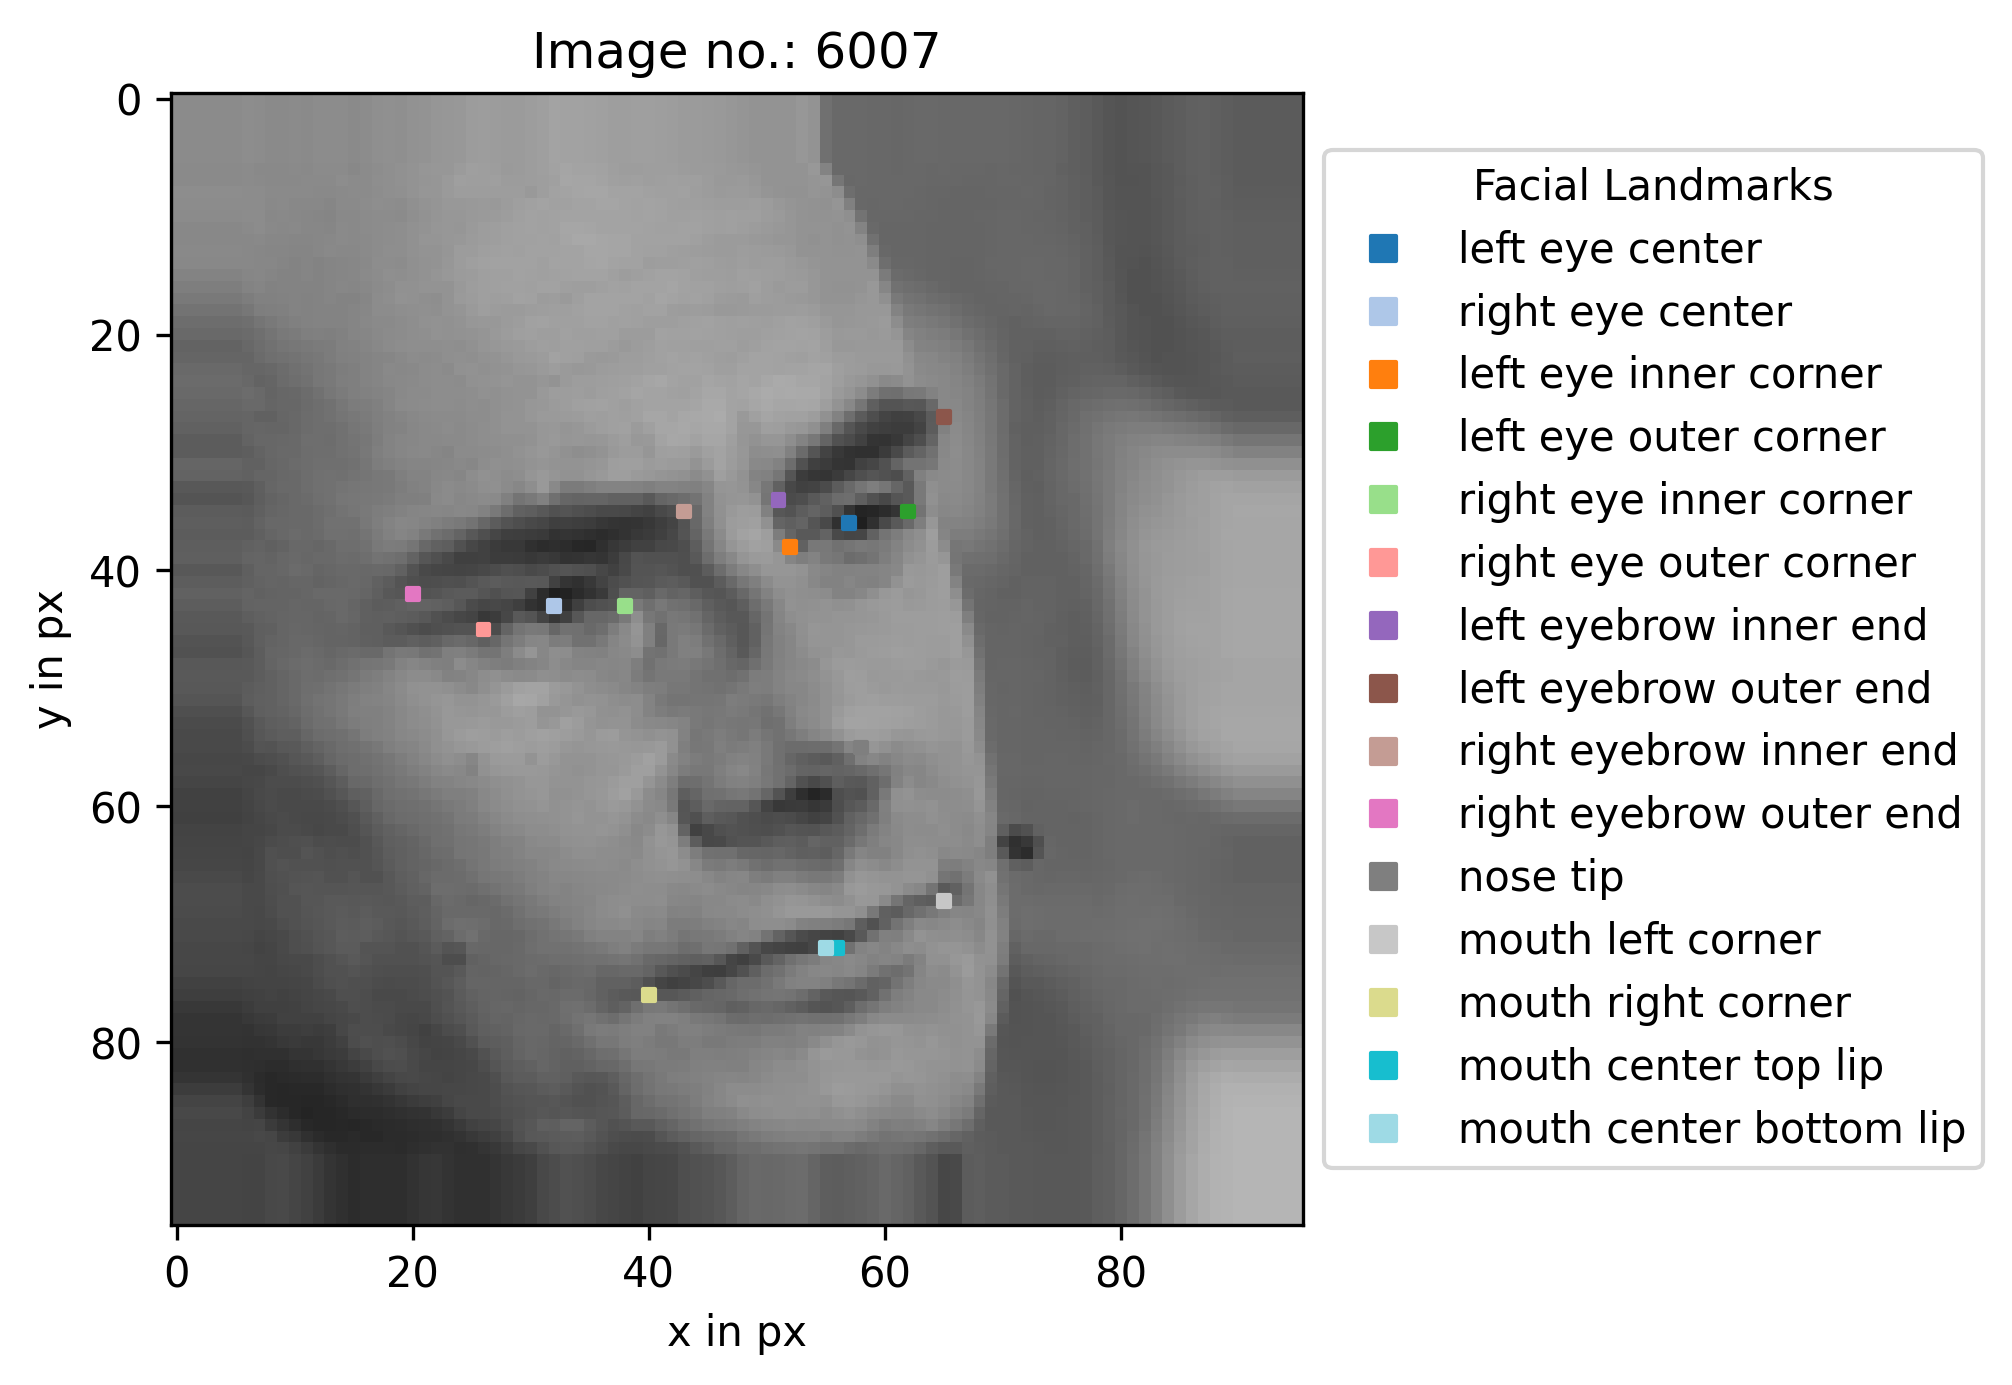 Image no.: 6007
0
20
40
60
80
y in px
0 20 40 60 80
x in px
Facial Landmarks
left eye center
right eye center
left eye inner corner
left eye outer corner
right eye inner corner
right eye outer corner
left eyebrow inner end
left eyebrow outer end
right eyebrow inner end
right eyebrow outer end
nose tip
mouth left corner
mouth right corner
mouth center top lip
mouth center bottom lip